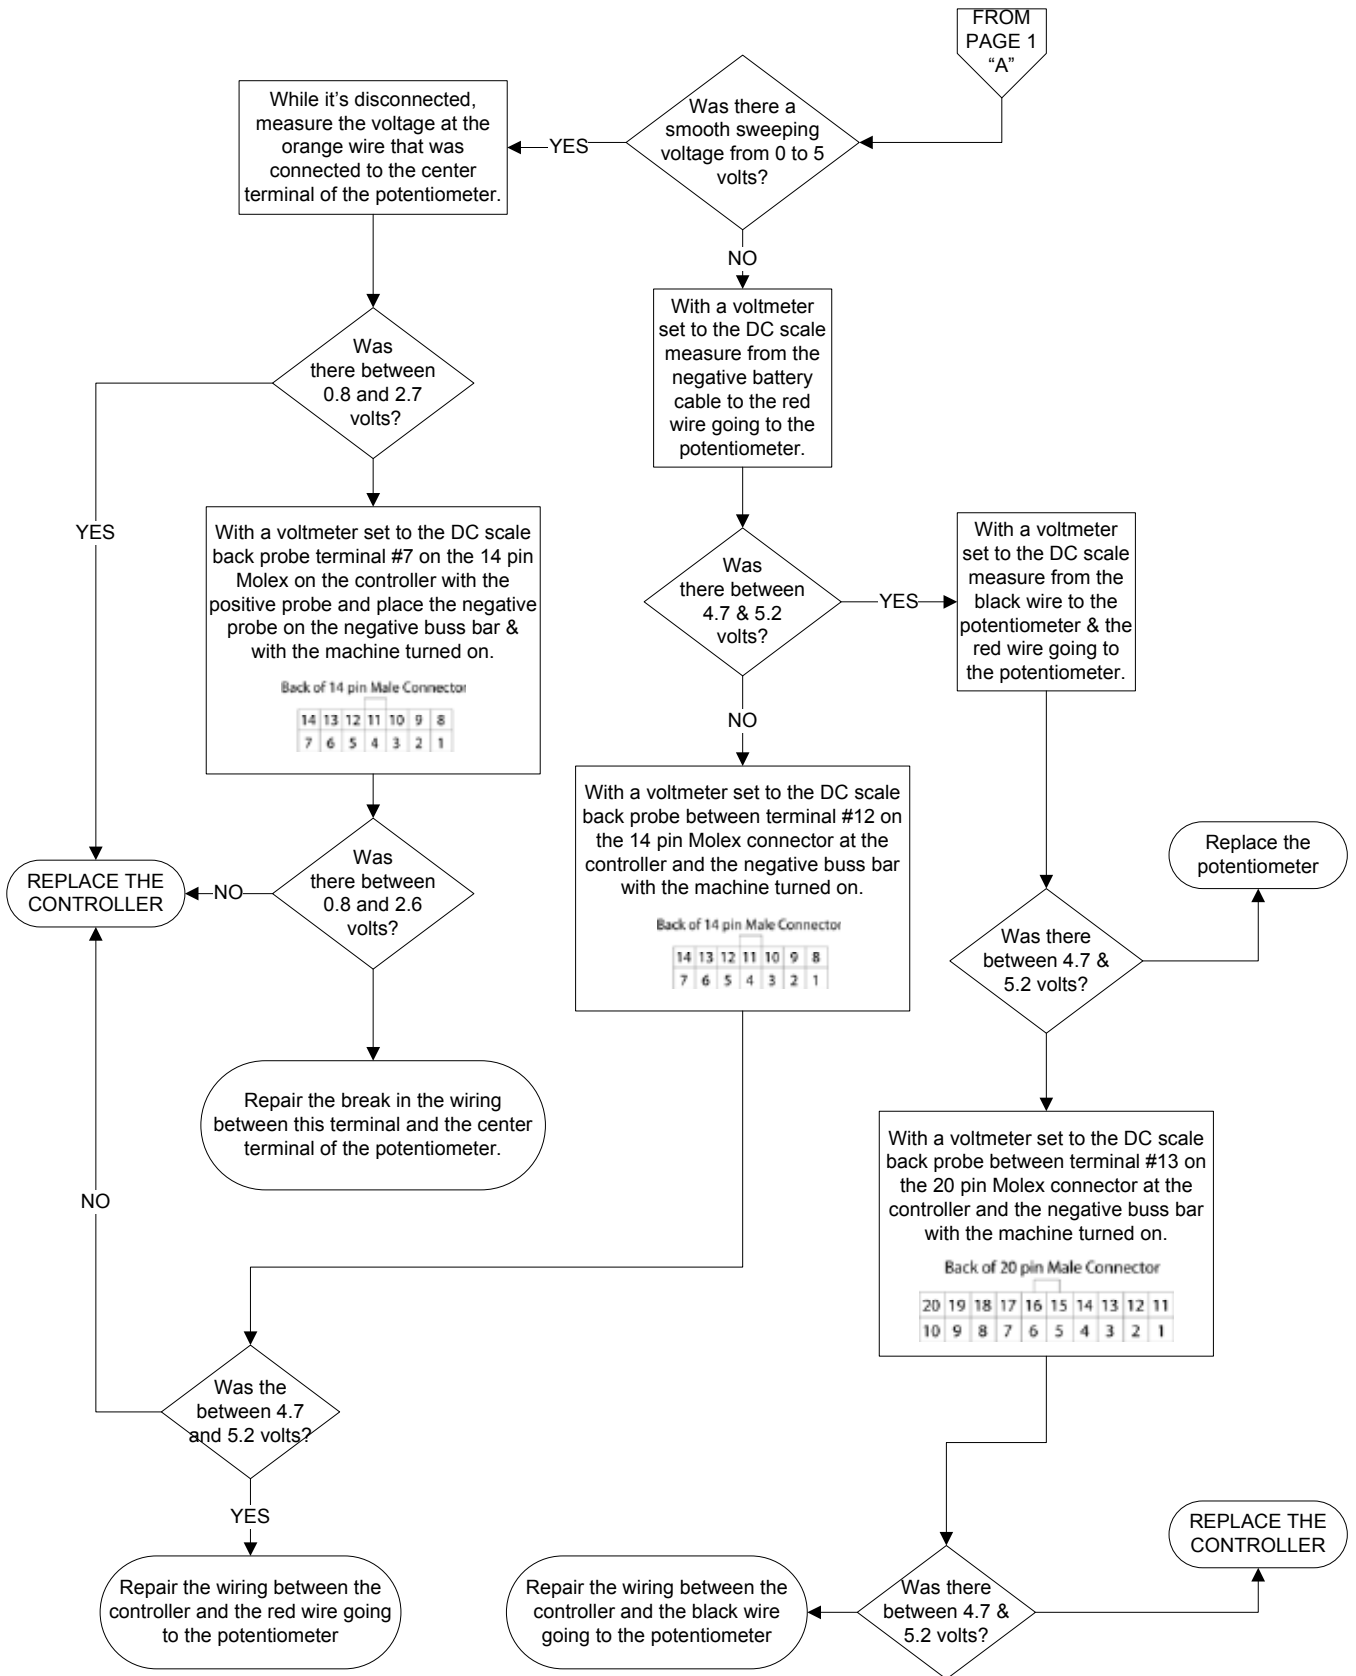 FROM
PAGE 1
“A”
Was there a
smooth sweeping
voltage from 0 to 5
volts?
YES
While it’s disconnected,
measure the voltage at the
orange wire that was
connected to the center
terminal of the potentiometer.
NO
With a voltmeter
set to the DC scale
measure from the
negative battery
cable to the red
wire going to the
potentiometer.
Was
there between
0.8 and 2.7
volts?
YES
With a voltmeter set to the DC scale
back probe terminal #7 on the 14 pin
Molex on the controller with the
positive probe and place the negative
probe on the negative buss bar &
with the machine turned on.
Back of 14 pin Male Connector
14 13 12 11 10 9 8
7 6 5 4 3 2 1
Was
there between
4.7 & 5.2
volts?
YES
With a voltmeter
set to the DC scale
measure from the
black wire to the
potentiometer & the
red wire going to
the potentiometer.
NO
With a voltmeter set to the DC scale
back probe between terminal #12 on
the 14 pin Molex connector at the
controller and the negative buss bar
with the machine turned on.
Back of 14 pin Male Connector
14 13 12 11 10 9 8
7 6 5 4 3 2 1
Replace the
potentiometer
Was
there between
0.8 and 2.6
volts?
NO
REPLACE THE
CONTROLLER
Was there
between 4.7 &
5.2 volts?
Repair the break in the wiring
between this terminal and the center
terminal of the potentiometer.
With a voltmeter set to the DC scale
back probe between terminal #13 on
the 20 pin Molex connector at the
controller and the negative buss bar
with the machine turned on.
Back of 20 pin Male Connector
20 19 18 17 16 15 14 13 12 11
10 9 8 7 6 5 4 3 2 1
NO
Was the
between 4.7
and 5.2 volts?
YES
Repair the wiring between the
controller and the red wire going
to the potentiometer
Repair the wiring between the
controller and the black wire
going to the potentiometer
Was there
between 4.7 &
5.2 volts?
REPLACE THE
CONTROLLER